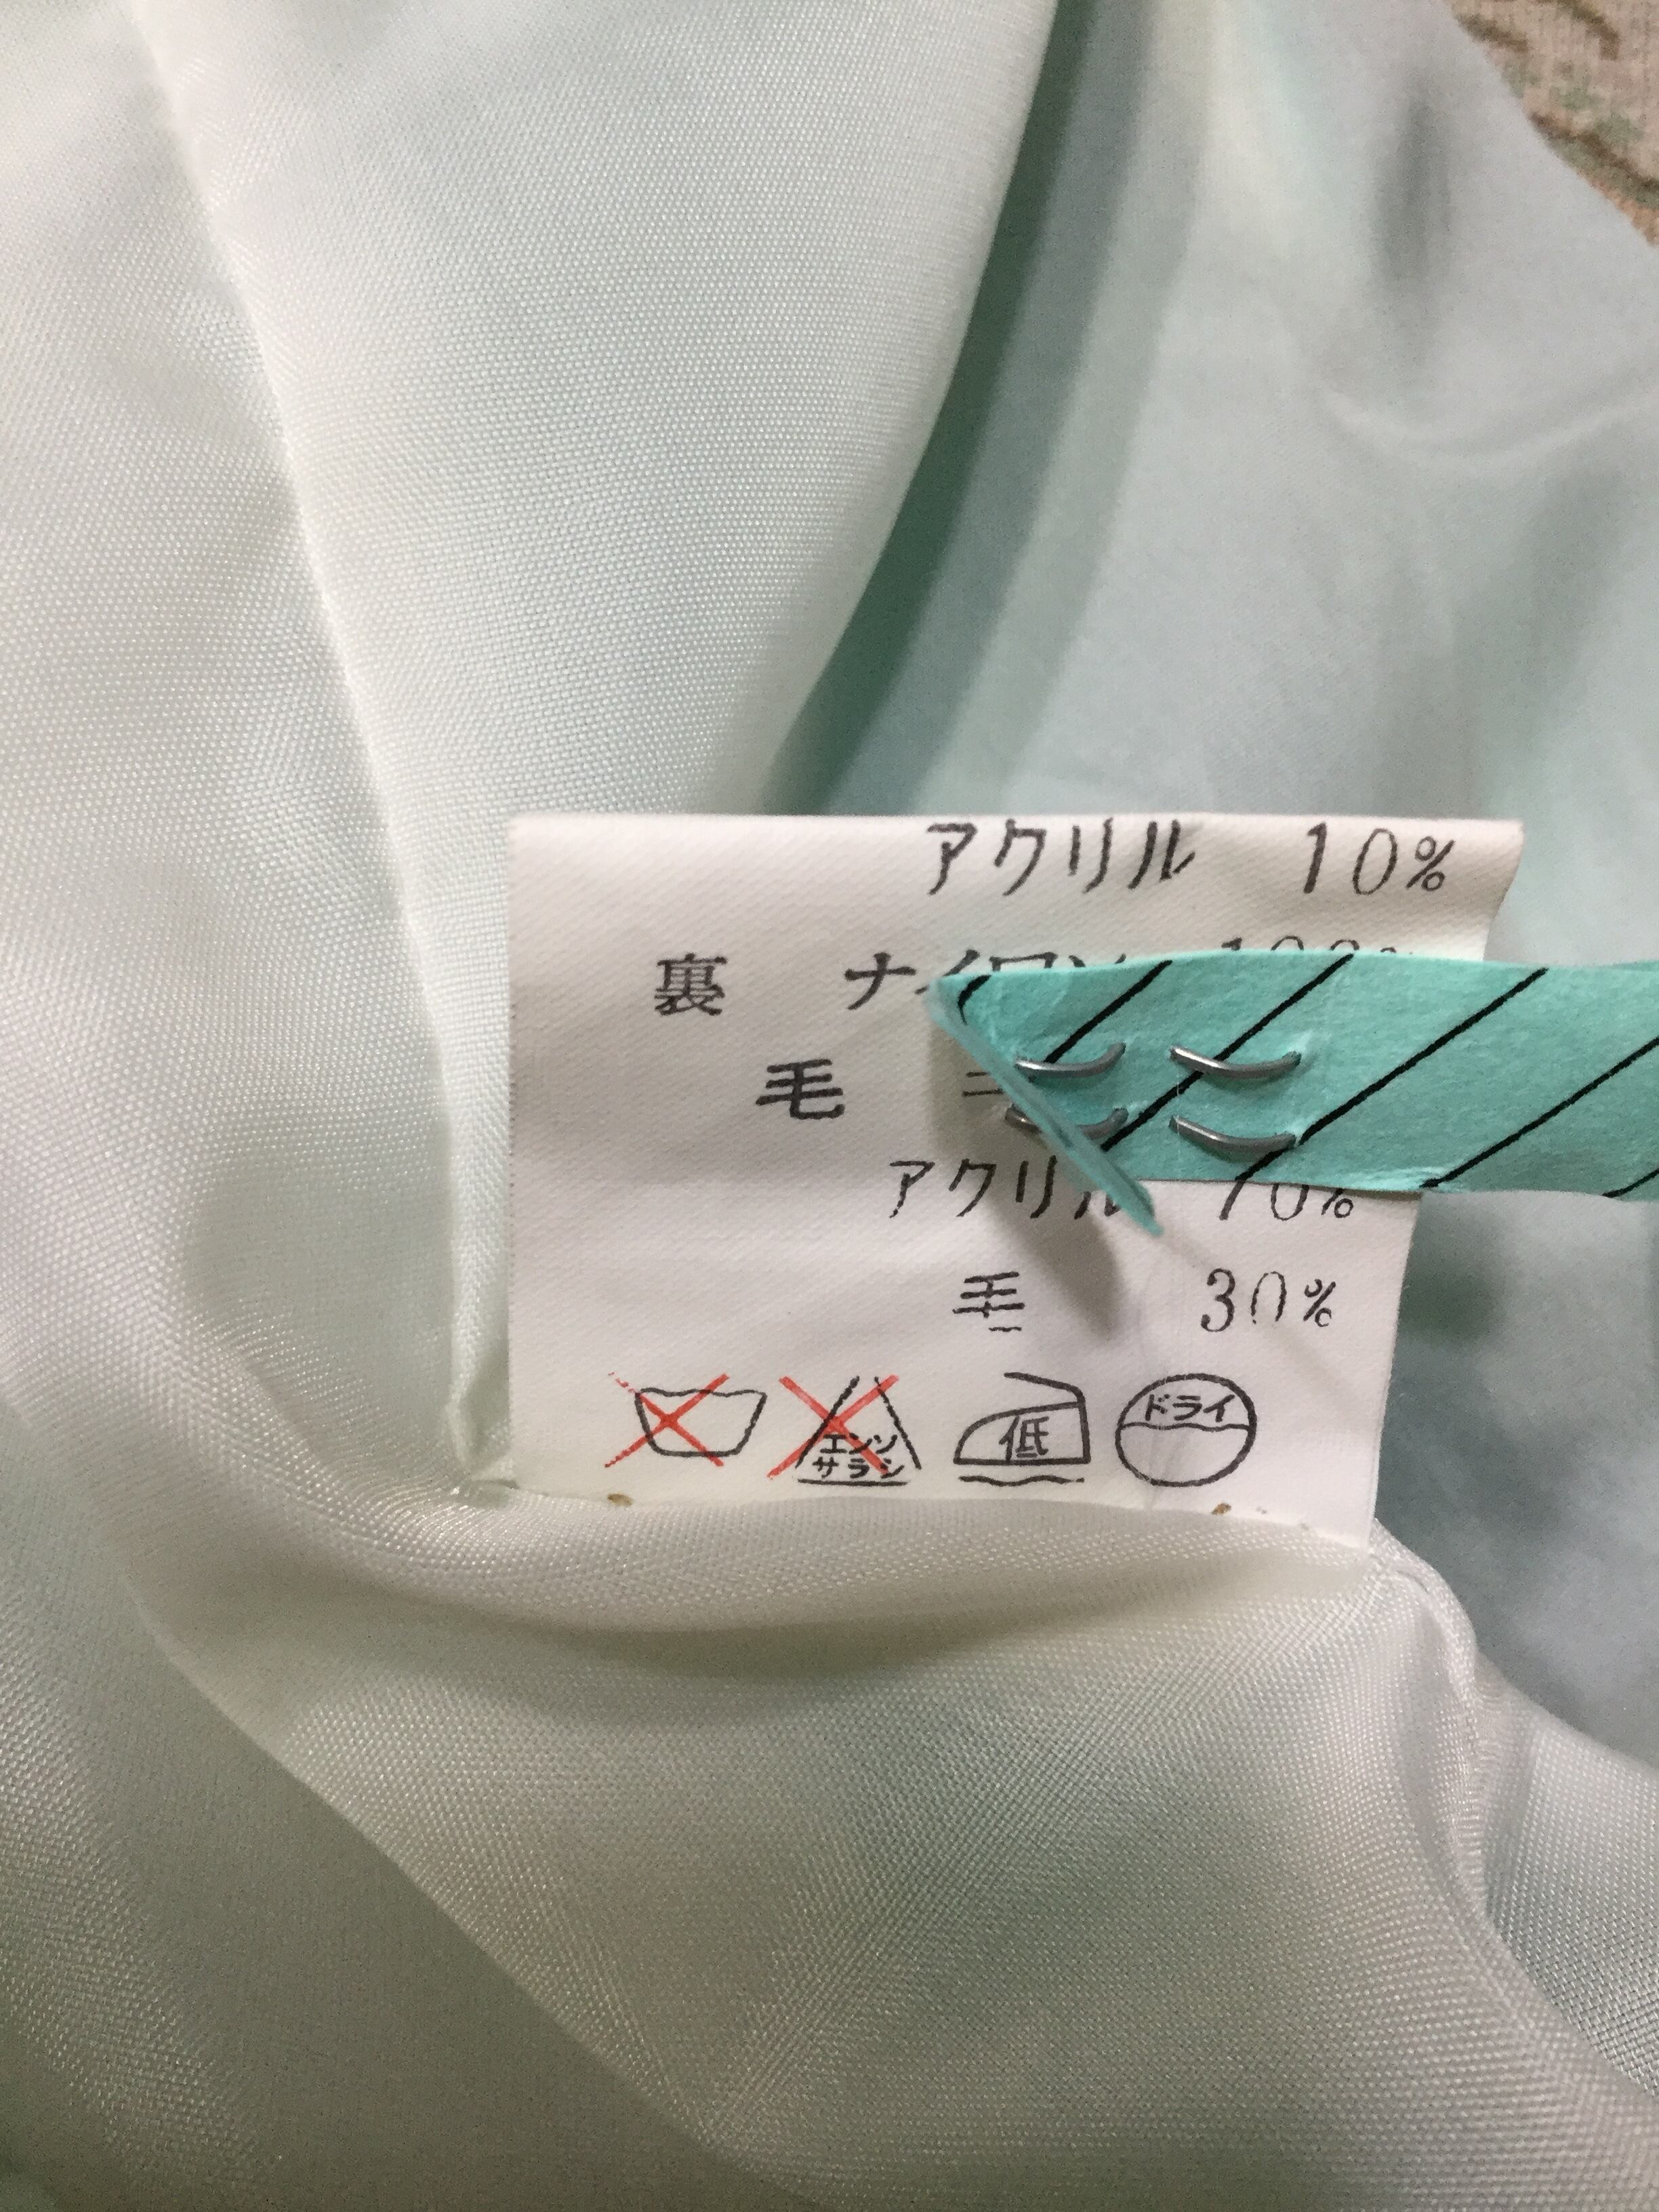 アクリル 10%
裏 ナイロン
毛
アクリル 70%
毛 30%
エンソ
サラシ
低
ドライ